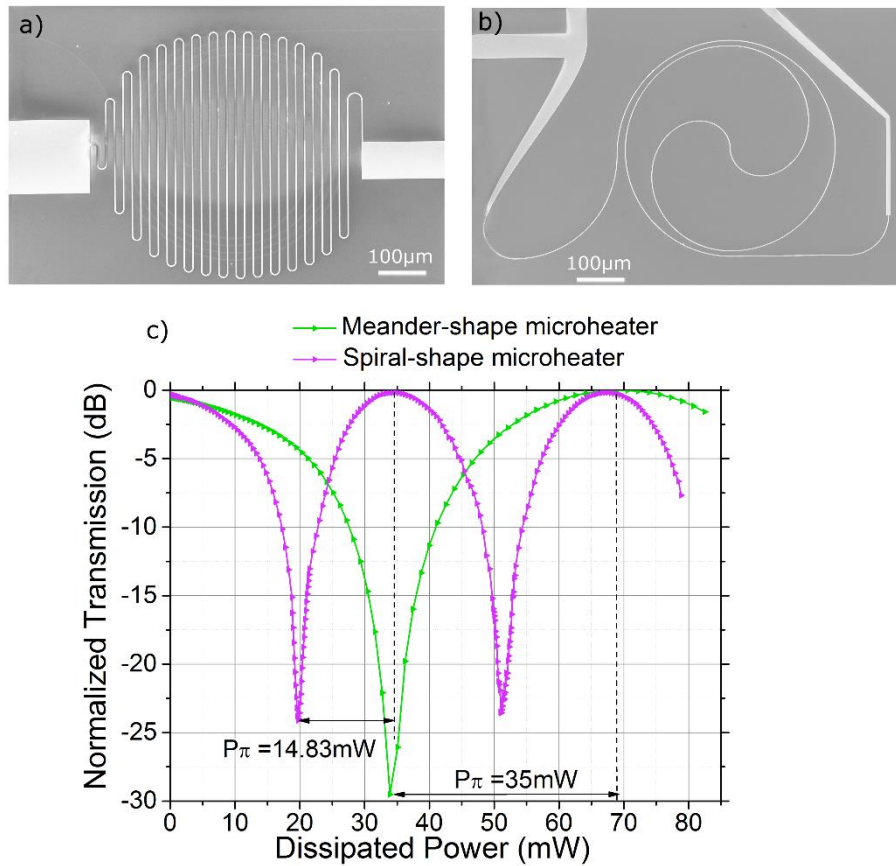 a)
100µm
b)
100µm
c)
Meander-shape microheater
Spiral-shape microheater
Normalized Transmission (dB)
0
-5
-10
-15
-20
-25
-30
Pπ =14.83mW
Pπ =35mW
0 10 20 30 40 50 60 70 80
Dissipated Power (mW)